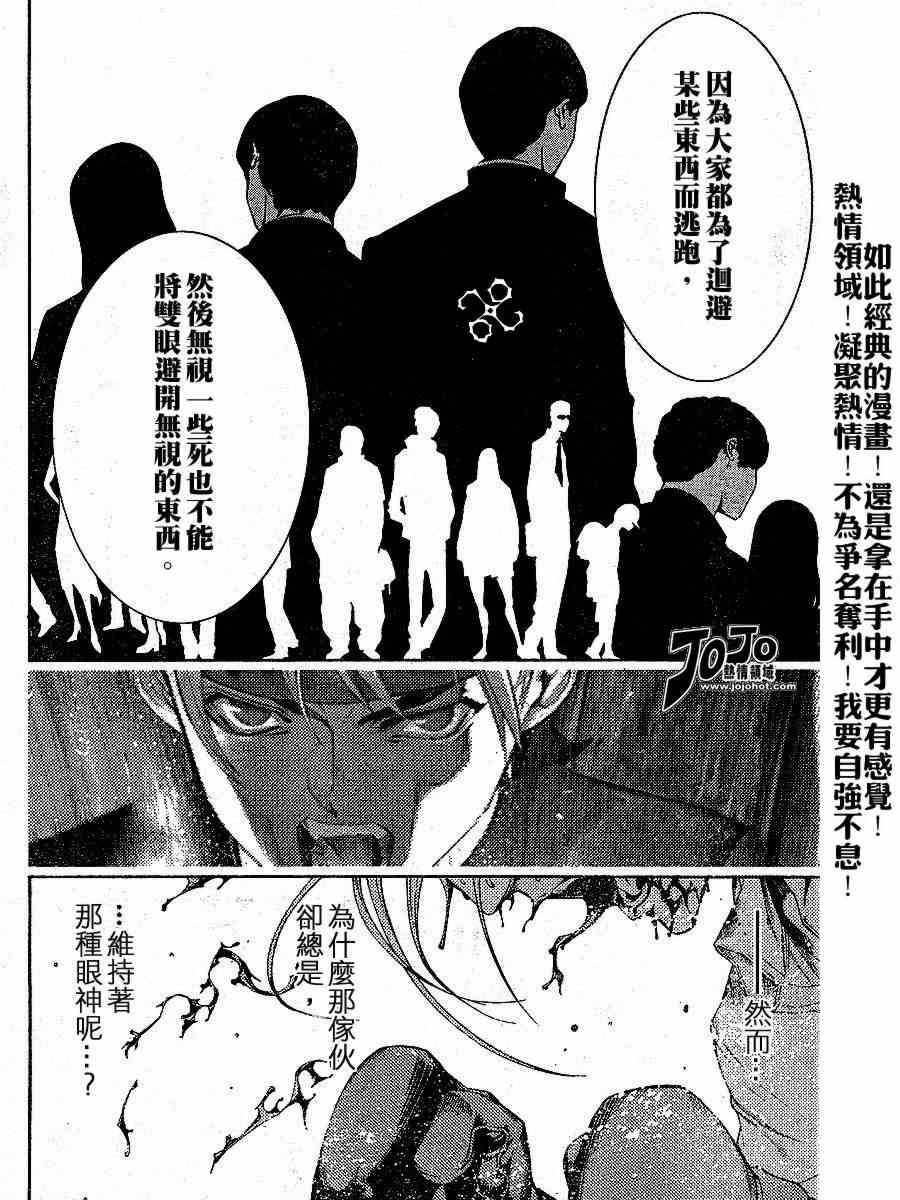 如此經典的漫畫！還是拿在手中才更有感覺！
熱情領域！凝聚熱情！不為爭名奪利！我要自強不息！
因為大家都為了迴避
某些東西而逃跑，
然後無視一些死也不能
將雙眼避開無視的東西。
JOJO
熱情領域
www.jojohot.com
──然而…
為什麼那傢伙
卻總是，
…維持著
那種眼神呢…？